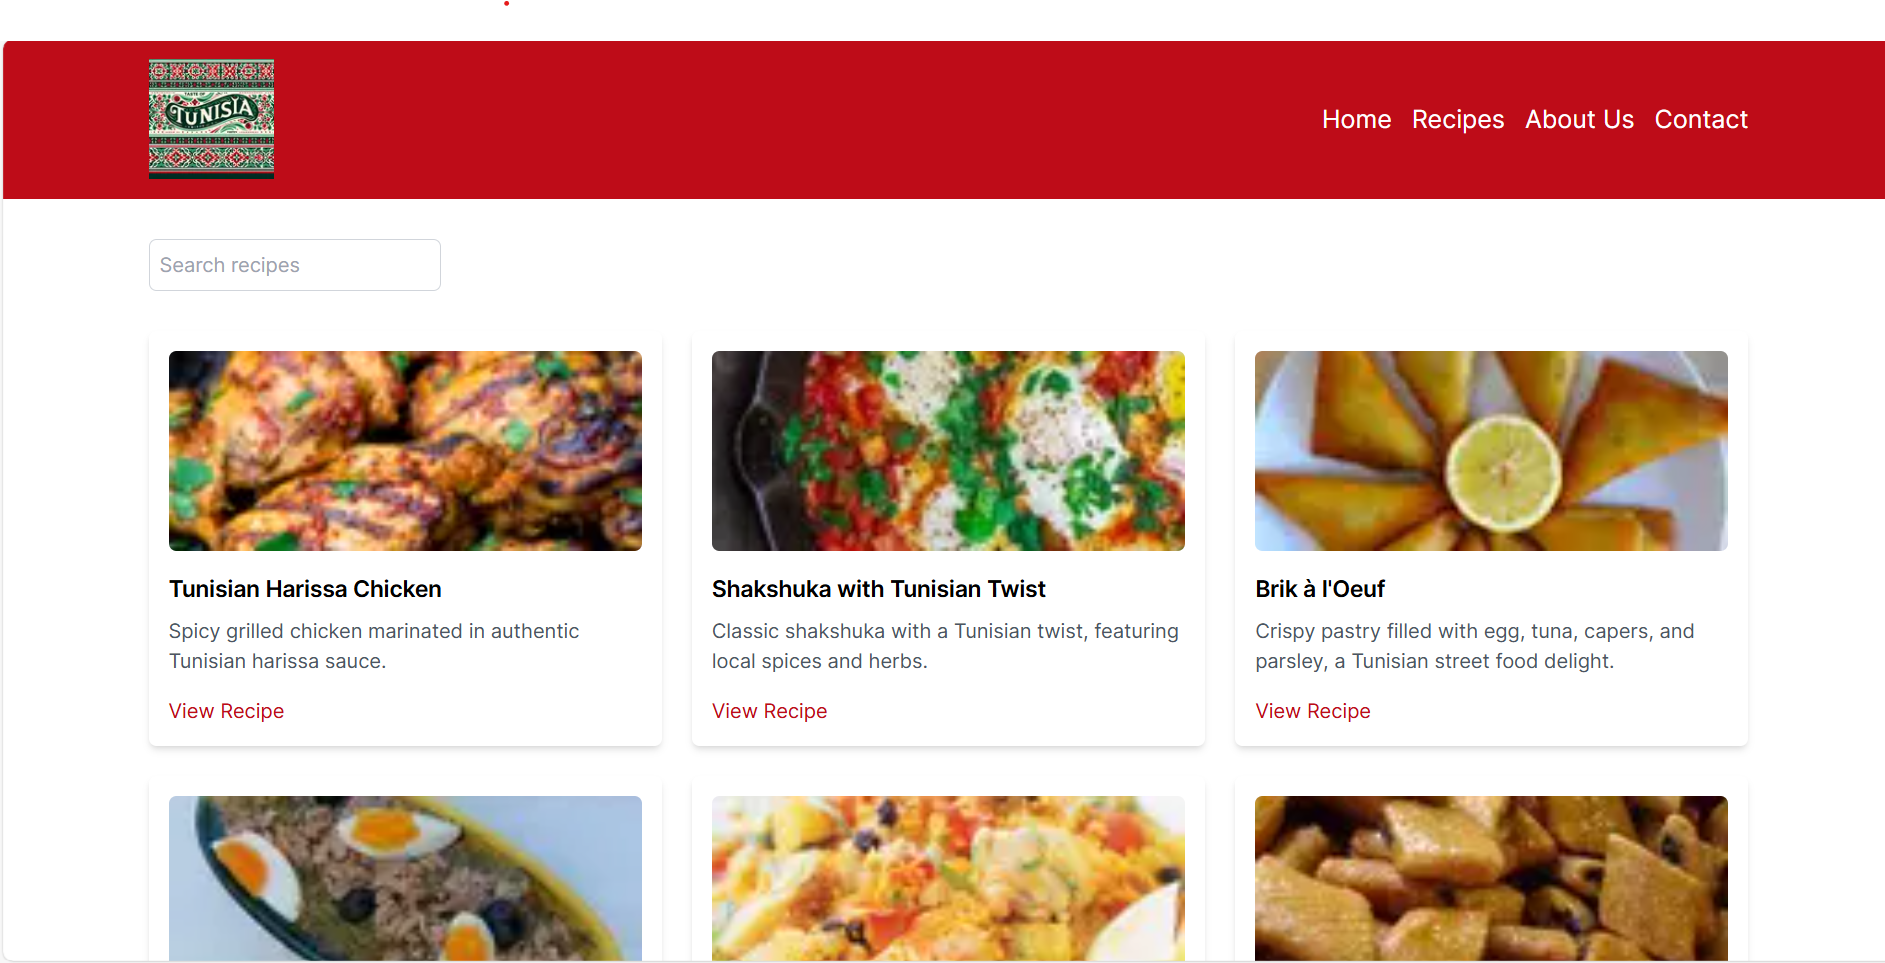 TASTE OF
TUNISIA
Home Recipes About Us Contact
Search recipes
Tunisian Harissa Chicken
Spicy grilled chicken marinated in authentic
Tunisian harissa sauce.
View Recipe
Shakshuka with Tunisian Twist
Classic shakshuka with a Tunisian twist, featuring
local spices and herbs.
View Recipe
Brik à l'Oeuf
Crispy pastry filled with egg, tuna, capers, and
parsley, a Tunisian street food delight.
View Recipe